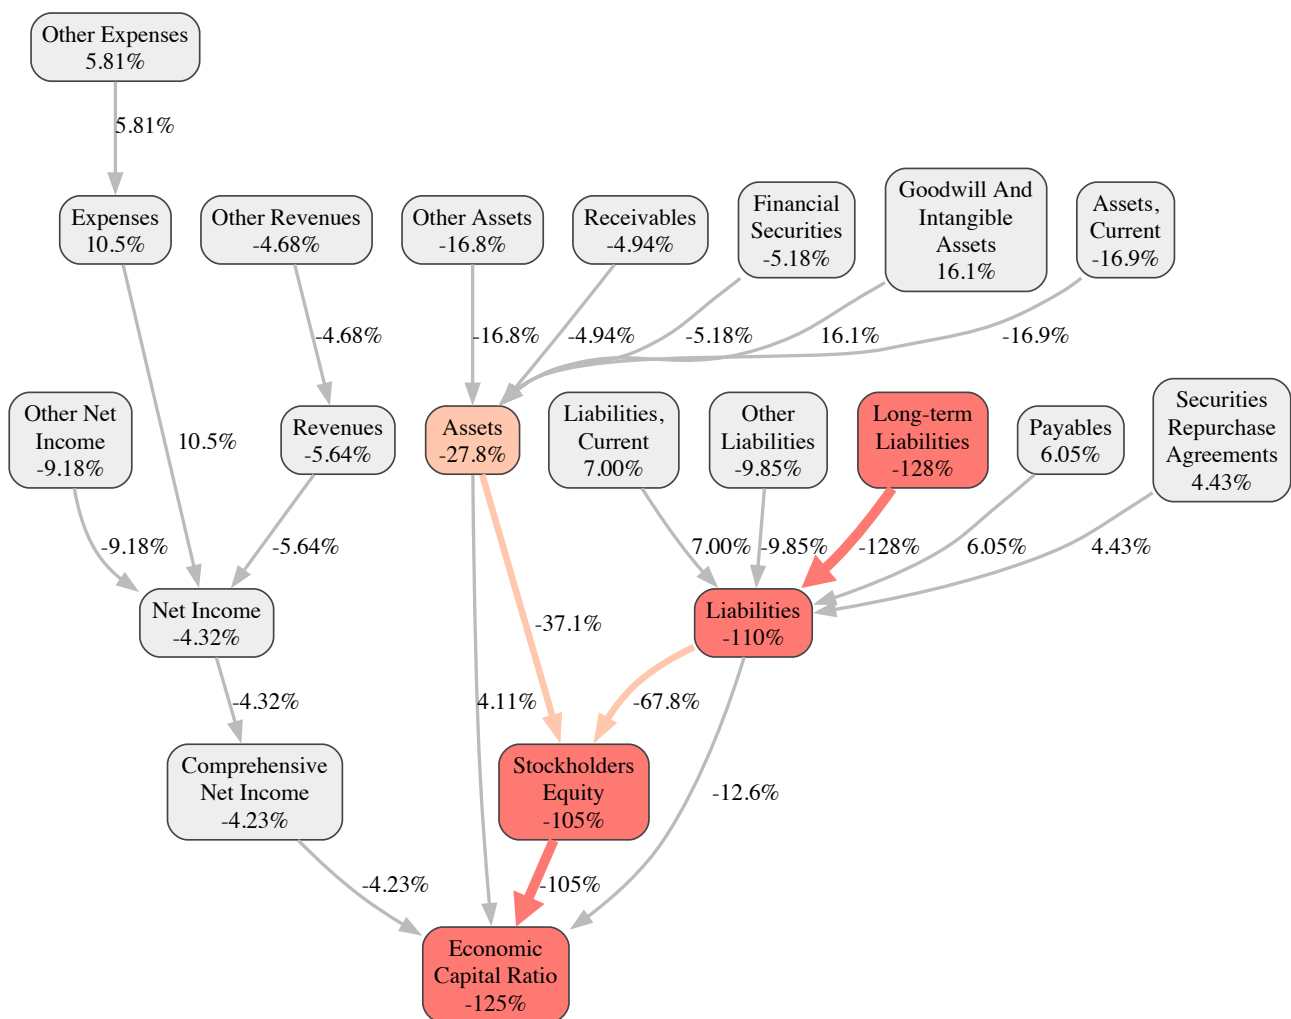 Other Expenses
5.81%
5.81%
Expenses
10.5%
Other Revenues
-4.68%
Other Assets
-16.8%
Receivables
-4.94%
Financial
Securities
-5.18%
Goodwill And
Intangible
Assets
16.1%
Assets,
Current
-16.9%
-4.68%
-16.8%
-4.94%
-5.18%
16.1%
-16.9%
Other Net
Income
-9.18%
10.5%
Revenues
-5.64%
Assets
-27.8%
Liabilities,
Current
7.00%
Other
Liabilities
-9.85%
Long-term
Liabilities
-128%
Payables
6.05%
Securities
Repurchase
Agreements
4.43%
-9.18%
-5.64%
7.00%
-9.85%
-128%
6.05%
4.43%
Net Income
-4.32%
-37.1%
Liabilities
-110%
-4.32%
4.11%
-67.8%
Comprehensive
Net Income
-4.23%
Stockholders
Equity
-105%
-12.6%
-4.23%
-105%
Economic
Capital Ratio
-125%